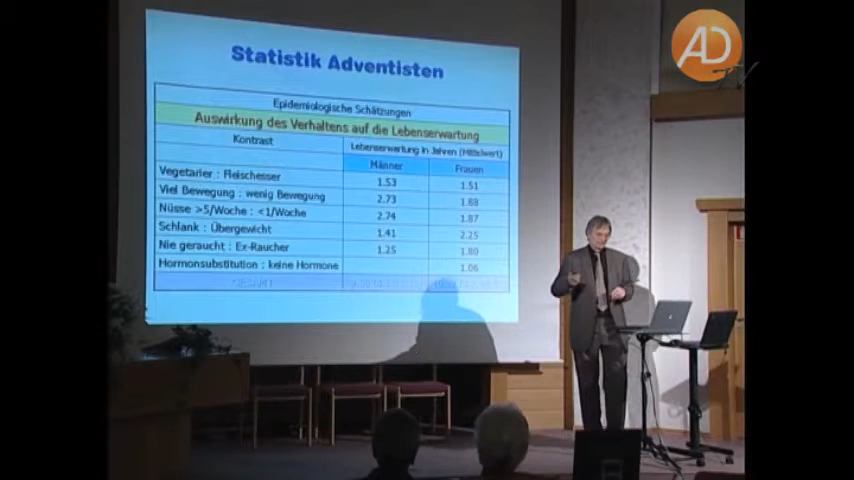 AD
TV
Statistik Adventisten
Epidemiologische Schätzungen
Auswirkung des Verhaltens auf die Lebenserwartung
Kontrast
Lebenserwartung in Jahren (Mittelwert)
Männer Frauen
Vegetarier : Fleischesser 1.53 1.51
Viel Bewegung : wenig Bewegung 2.73 1.88
Nüsse >5/Woche : <1/Woche 2.74 1.87
Schlank : Übergewicht 1.41 2.25
Nie geraucht : Ex-Raucher 1.25 1.80
Hormonsubstitution : keine Hormone 1.06